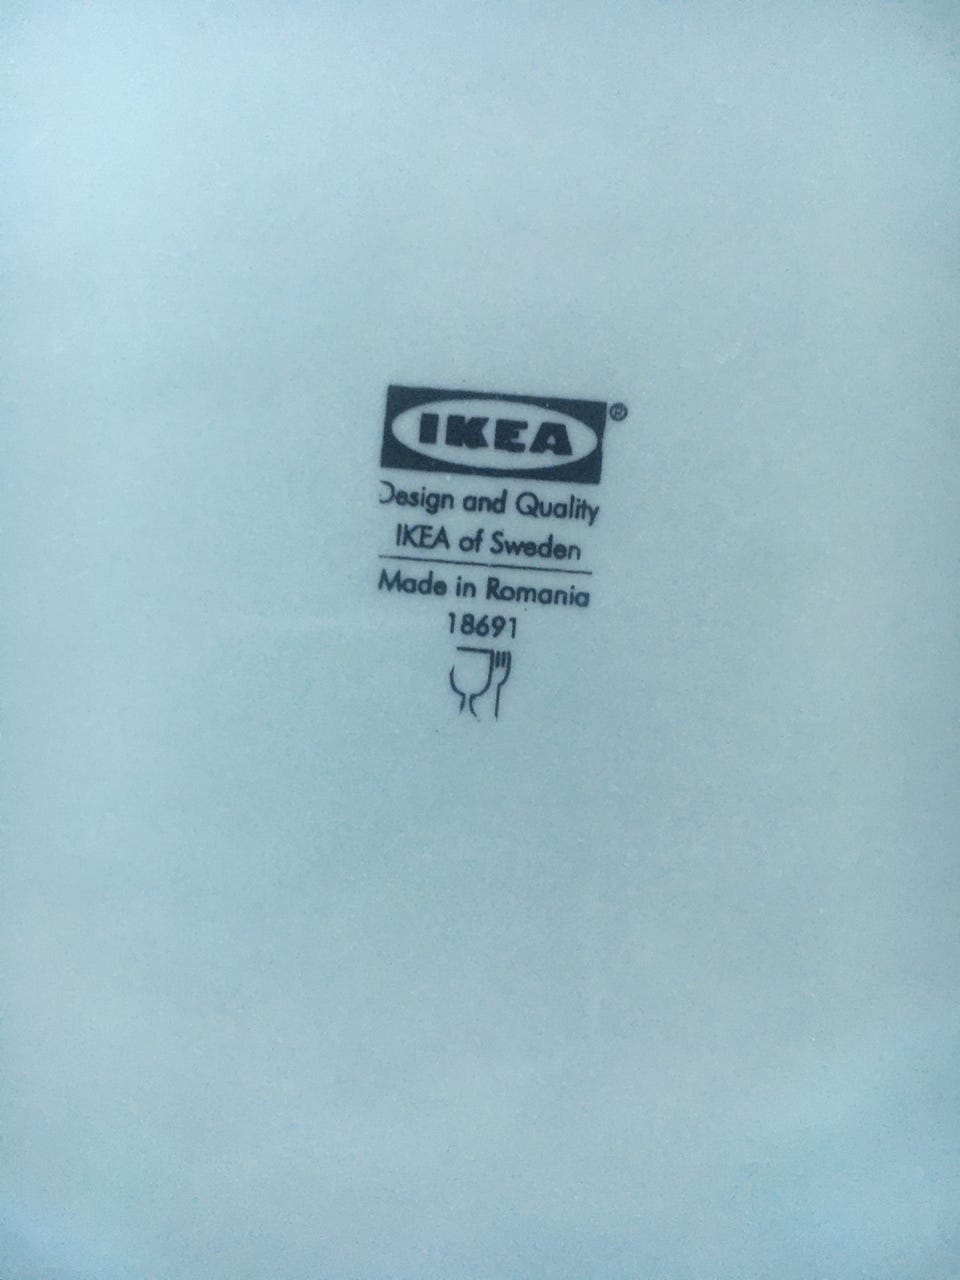 IKEA®
Design and Quality
IKEA of Sweden
Made in Romania
18691